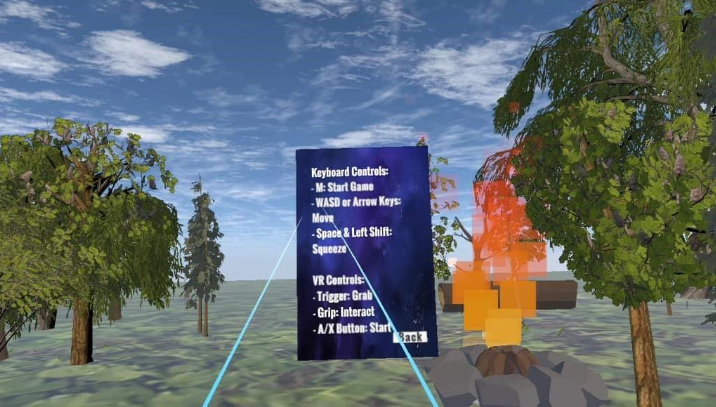 Keyboard Controls:
- M: Start Game
- WASD or Arrow Keys:
Move
- Space & Left Shift:
Squeeze
VR Controls:
- Trigger: Grab
- Grip: Interact
- A/X Button: Start
Back